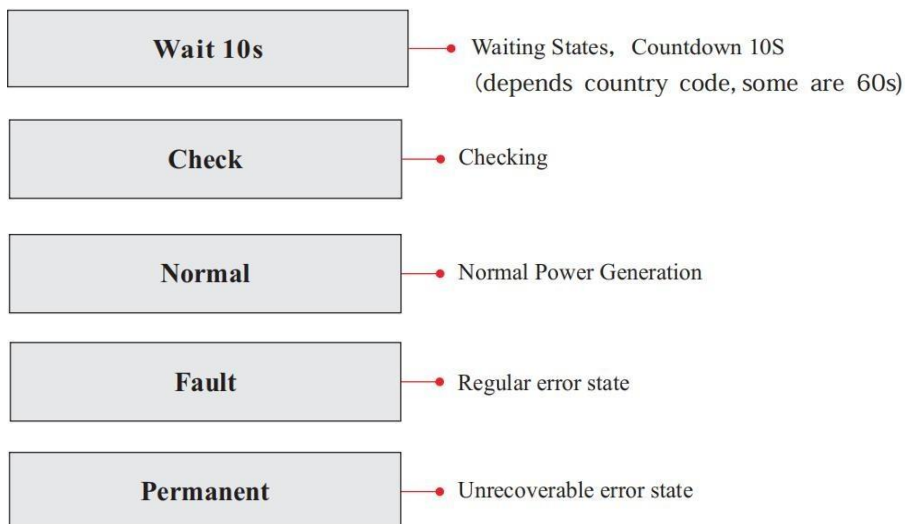 Wait 10s
Waiting States, Countdown 10S
(depends country code, some are 60s)
Check
Checking
Normal
Normal Power Generation
Fault
Regular error state
Permanent
Unrecoverable error state